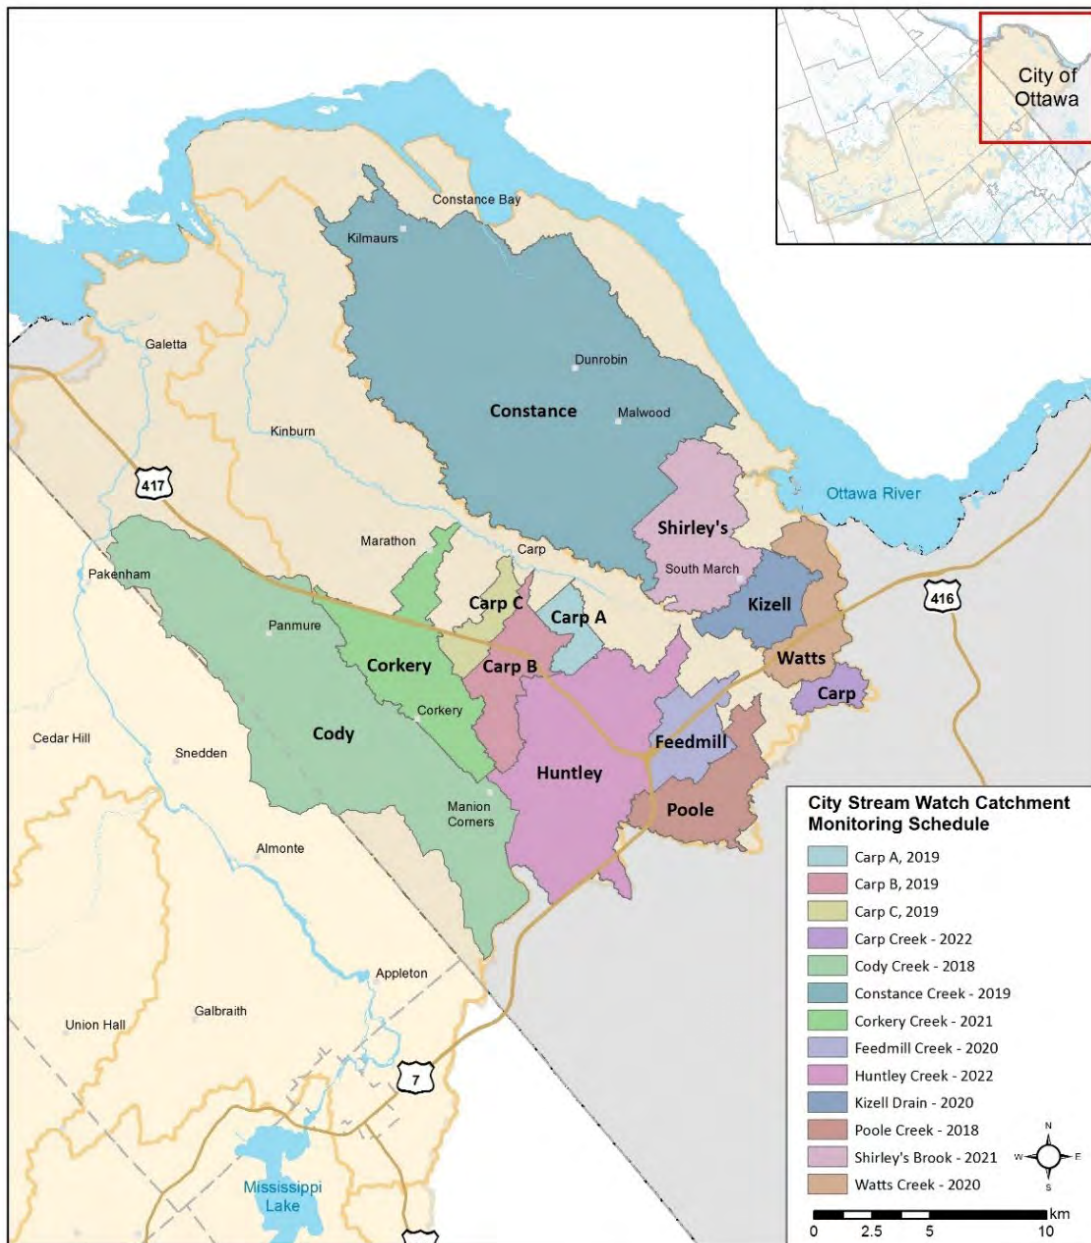 City of
Ottawa
Constance Bay
Kilmaurs
Galetta
Dunrobin
Constance
Malwood
Kinburn
417
Ottawa River
Shirley's
Marathon
Carp
South March
Pakenham
Carp C
Carp A
Kizell
416
Panmure
Corkery
Carp B
Watts
Carp
Corkery
Cody
Cedar Hill
Snedden
Feedmill
Huntley
Manion
Corners
Poole
Almonte
Appleton
Union Hall
Galbraith
7
Mississippi
Lake
City Stream Watch Catchment
Monitoring Schedule
Carp A, 2019
Carp B, 2019
Carp C, 2019
Carp Creek - 2022
Cody Creek - 2018
Constance Creek - 2019
Corkery Creek - 2021
Feedmill Creek - 2020
Huntley Creek - 2022
Kizell Drain - 2020
Poole Creek - 2018
Shirley's Brook - 2021
Watts Creek - 2020
N
W E
S
km
0 2.5 5 10